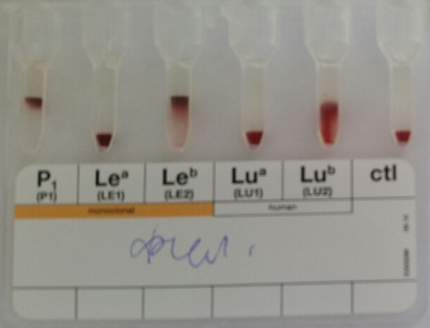 P1 Leᵃ Leᵇ Luᵃ Luᵇ ctl
(P1) (LE1) (LE2) (LU1) (LU2)
monoclonal human